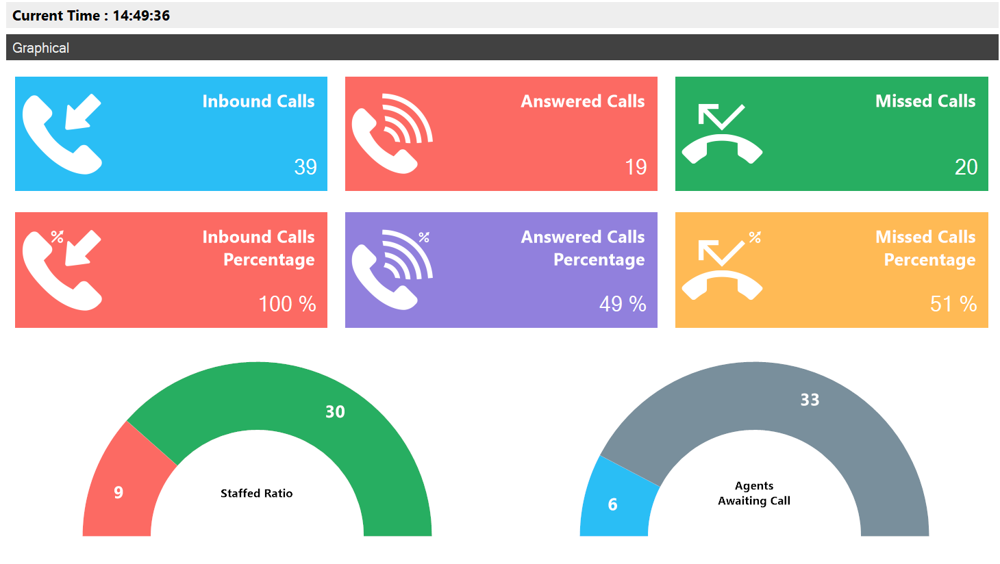 Current Time : 14:49:36
Graphical
Inbound Calls
39
Answered Calls
19
Missed Calls
20
%
Inbound Calls
Percentage
100 %
%
Answered Calls
Percentage
49 %
%
Missed Calls
Percentage
51 %
30
9
Staffed Ratio
33
6
Agents
Awaiting Call